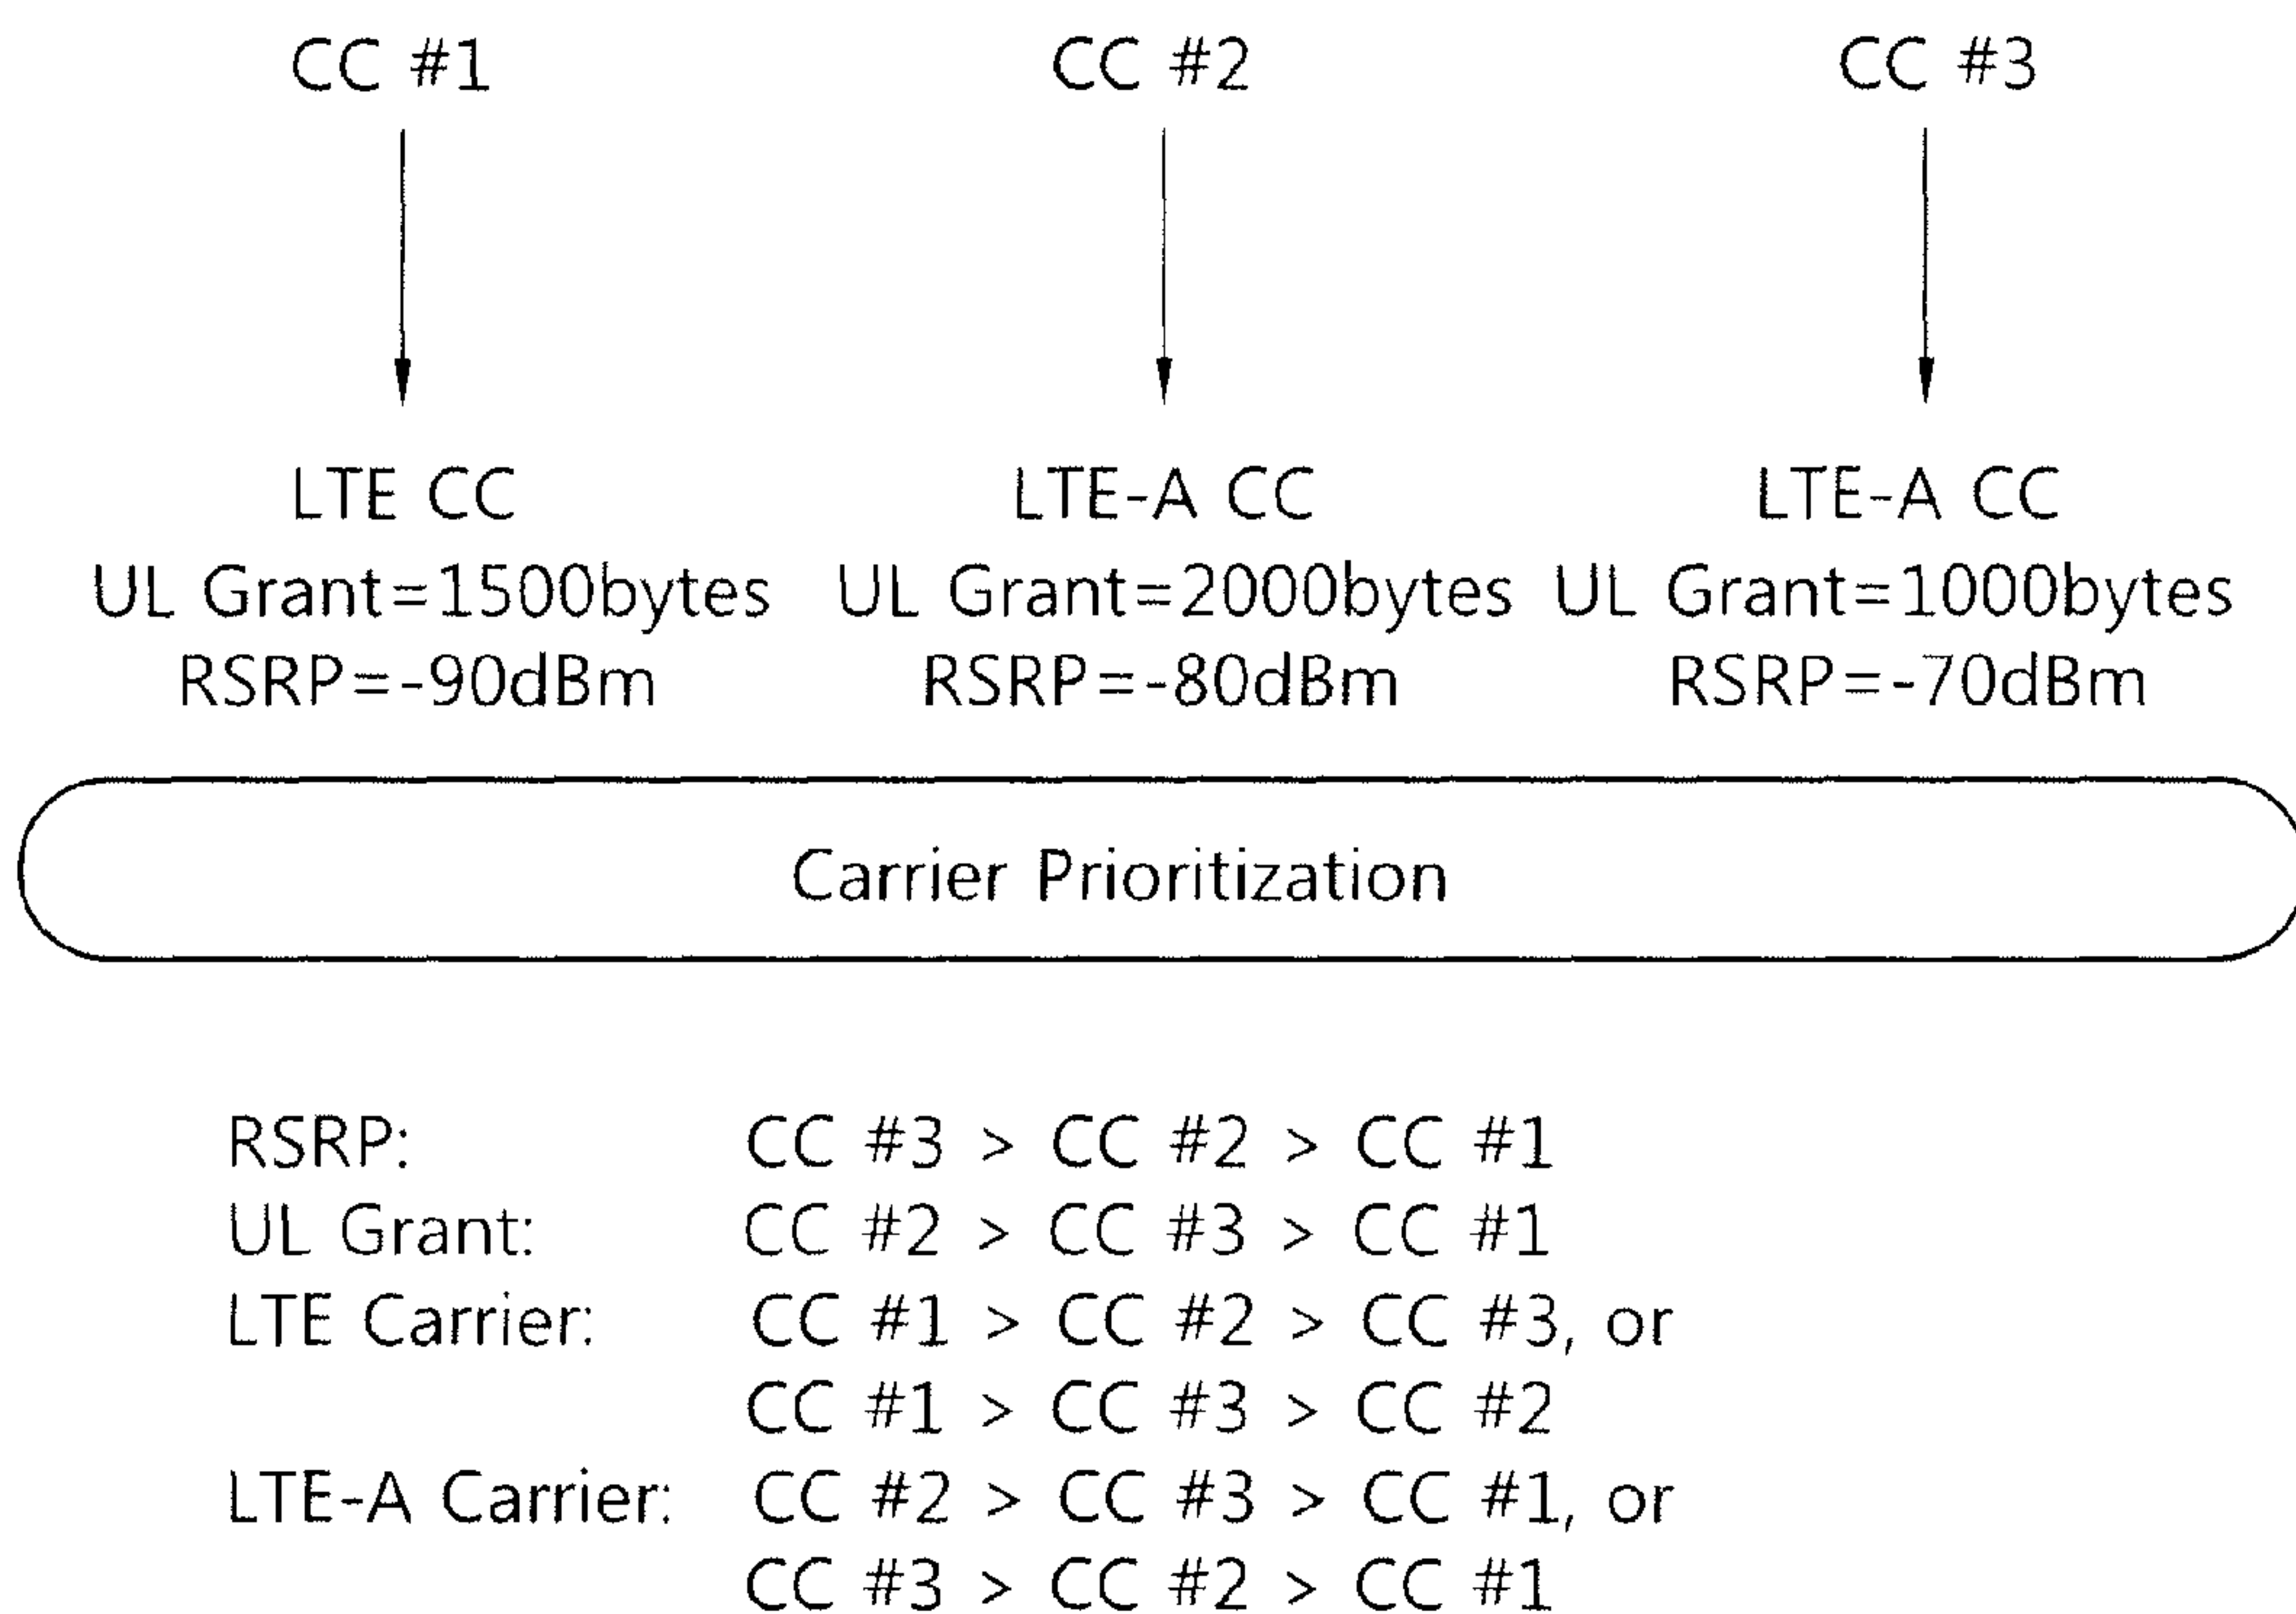 CC #1 CC #2 CC #3
LTE CC LTE-A CC LTE-A CC
UL Grant=1500bytes UL Grant=2000bytes UL Grant=1000bytes
RSRP=-90dBm RSRP=-80dBm RSRP=-70dBm
Carrier Prioritization
RSRP: CC #3 > CC #2 > CC #1
UL Grant: CC #2 > CC #3 > CC #1
LTE Carrier: CC #1 > CC #2 > CC #3, or
CC #1 > CC #3 > CC #2
LTE-A Carrier: CC #2 > CC #3 > CC #1, or
CC #3 > CC #2 > CC #1